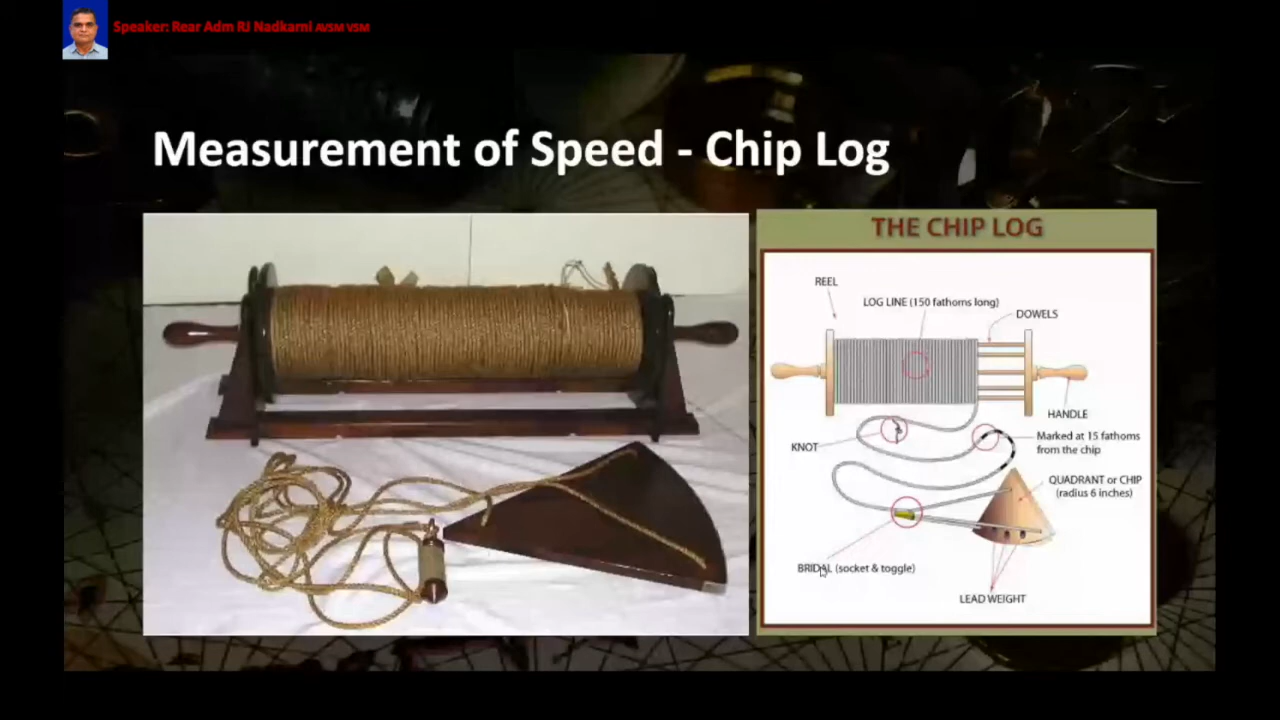 Speaker: Rear Adm RJ Nadkarni AVSM VSM
Measurement of Speed - Chip Log
THE CHIP LOG
REEL
LOG LINE (150 fathoms long)
DOWELS
HANDLE
KNOT
Marked at 15 fathoms
from the chip
QUADRANT or CHIP
(radius 6 inches)
BRIDAL (socket & toggle)
LEAD WEIGHT